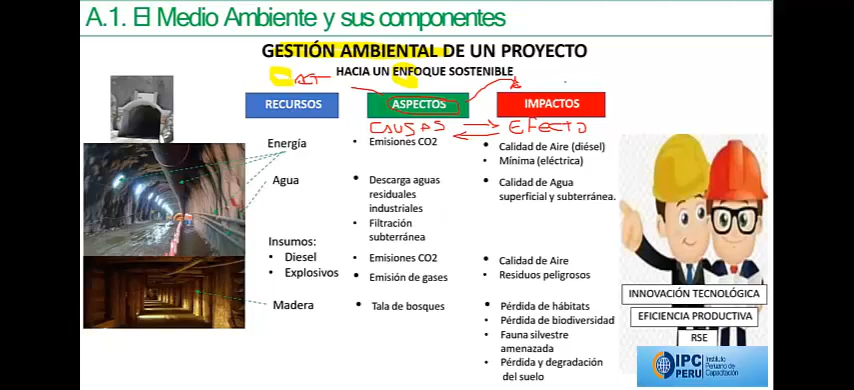 A.1. El Medio Ambiente y sus componentes
GESTIÓN AMBIENTAL DE UN PROYECTO
HACIA UN ENFOQUE SOSTENIBLE
ACT
RECURSOS
ASPECTOS
IMPACTOS
CAUSAS
EFECTO
Energía
• Emisiones CO2
• Calidad de Aire (diésel)
• Mínima (eléctrica)
Agua
• Descarga aguas
residuales
industriales
• Filtración
subterránea
• Calidad de Agua
superficial y subterránea.
Insumos:
• Diesel
• Explosivos
• Emisiones CO2
• Emisión de gases
• Calidad de Aire
• Residuos peligrosos
Madera
• Tala de bosques
• Pérdida de hábitats
• Pérdida de biodiversidad
• Fauna silvestre
amenazada
• Pérdida y degradación
del suelo
INNOVACIÓN TECNOLÓGICA
EFICIENCIA PRODUCTIVA
RSE
IPC
PERU
Instituto
Peruano de
Capacitación